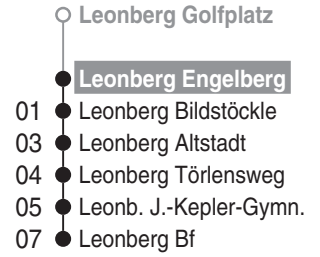 Leonberg Golfplatz
Leonberg Engelberg
01 Leonberg Bildstöckle
03 Leonberg Altstadt
04 Leonberg Törlensweg
05 Leonb. J.-Kepler-Gymn.
07 Leonberg Bf